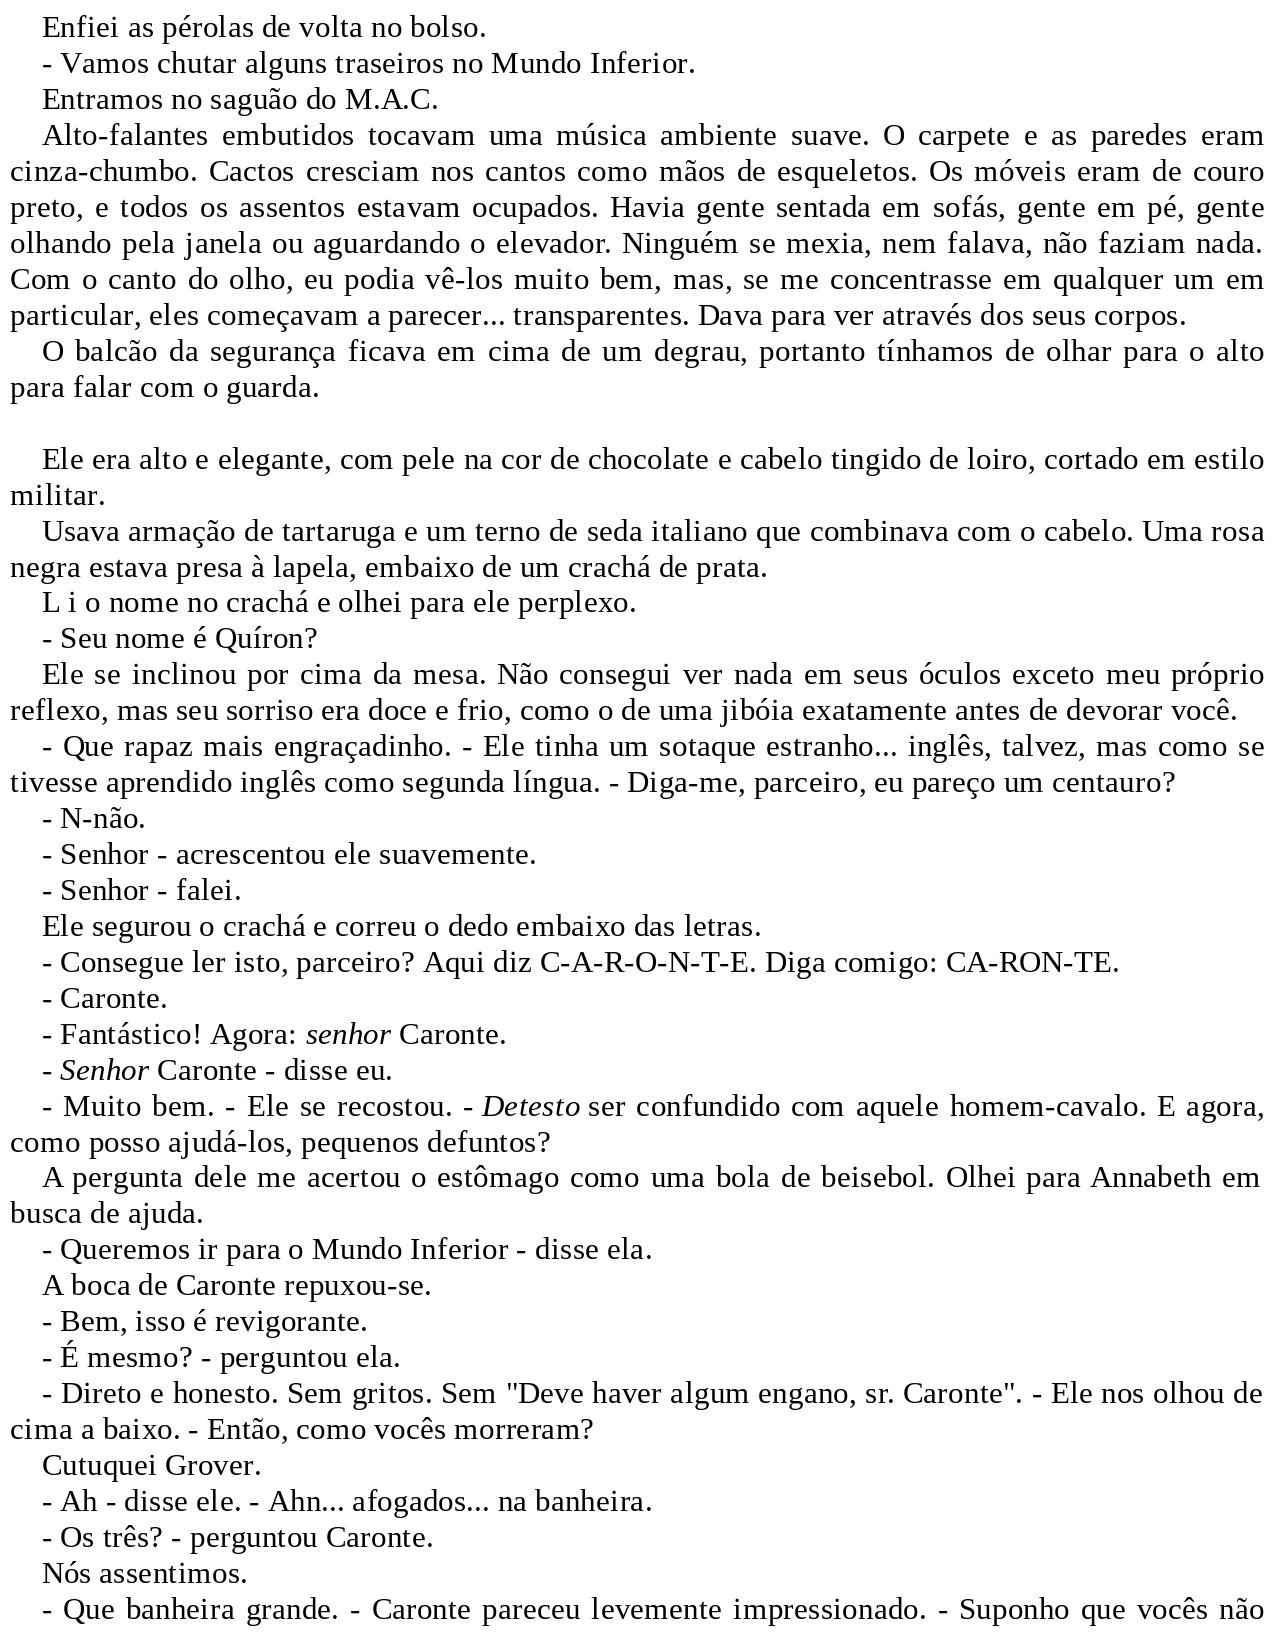 Enfiei as pérolas de volta no bolso.
- Vamos chutar alguns traseiros no Mundo Inferior.
Entramos no saguão do M.A.C.
Alto-falantes embutidos tocavam uma música ambiente suave. O carpete e as paredes eram
cinza-chumbo. Cactos cresciam nos cantos como mãos de esqueletos. Os móveis eram de couro
preto, e todos os assentos estavam ocupados. Havia gente sentada em sofás, gente em pé, gente
olhando pela janela ou aguardando o elevador. Ninguém se mexia, nem falava, não faziam nada.
Com o canto do olho, eu podia vê-los muito bem, mas, se me concentrasse em qualquer um em
particular, eles começavam a parecer... transparentes. Dava para ver através dos seus corpos.
O balcão da segurança ficava em cima de um degrau, portanto tínhamos de olhar para o alto
para falar com o guarda.
Ele era alto e elegante, com pele na cor de chocolate e cabelo tingido de loiro, cortado em estilo
militar.
Usava armação de tartaruga e um terno de seda italiano que combinava com o cabelo. Uma rosa
negra estava presa à lapela, embaixo de um crachá de prata.
L i o nome no crachá e olhei para ele perplexo.
- Seu nome é Quíron?
Ele se inclinou por cima da mesa. Não consegui ver nada em seus óculos exceto meu próprio
reflexo, mas seu sorriso era doce e frio, como o de uma jibóia exatamente antes de devorar você.
- Que rapaz mais engraçadinho. - Ele tinha um sotaque estranho... inglês, talvez, mas como se
tivesse aprendido inglês como segunda língua. - Diga-me, parceiro, eu pareço um centauro?
- N-não.
- Senhor - acrescentou ele suavemente.
- Senhor - falei.
Ele segurou o crachá e correu o dedo embaixo das letras.
- Consegue ler isto, parceiro? Aqui diz C-A-R-O-N-T-E. Diga comigo: CA-RON-TE.
- Caronte.
- Fantástico! Agora: senhor Caronte.
- Senhor Caronte - disse eu.
- Muito bem. - Ele se recostou. - Detesto ser confundido com aquele homem-cavalo. E agora,
como posso ajudá-los, pequenos defuntos?
A pergunta dele me acertou o estômago como uma bola de beisebol. Olhei para Annabeth em
busca de ajuda.
- Queremos ir para o Mundo Inferior - disse ela.
A boca de Caronte repuxou-se.
- Bem, isso é revigorante.
- É mesmo? - perguntou ela.
- Direto e honesto. Sem gritos. Sem "Deve haver algum engano, sr. Caronte". - Ele nos olhou de
cima a baixo. - Então, como vocês morreram?
Cutuquei Grover.
- Ah - disse ele. - Ahn... afogados... na banheira.
- Os três? - perguntou Caronte.
Nós assentimos.
- Que banheira grande. - Caronte pareceu levemente impressionado. - Suponho que vocês não